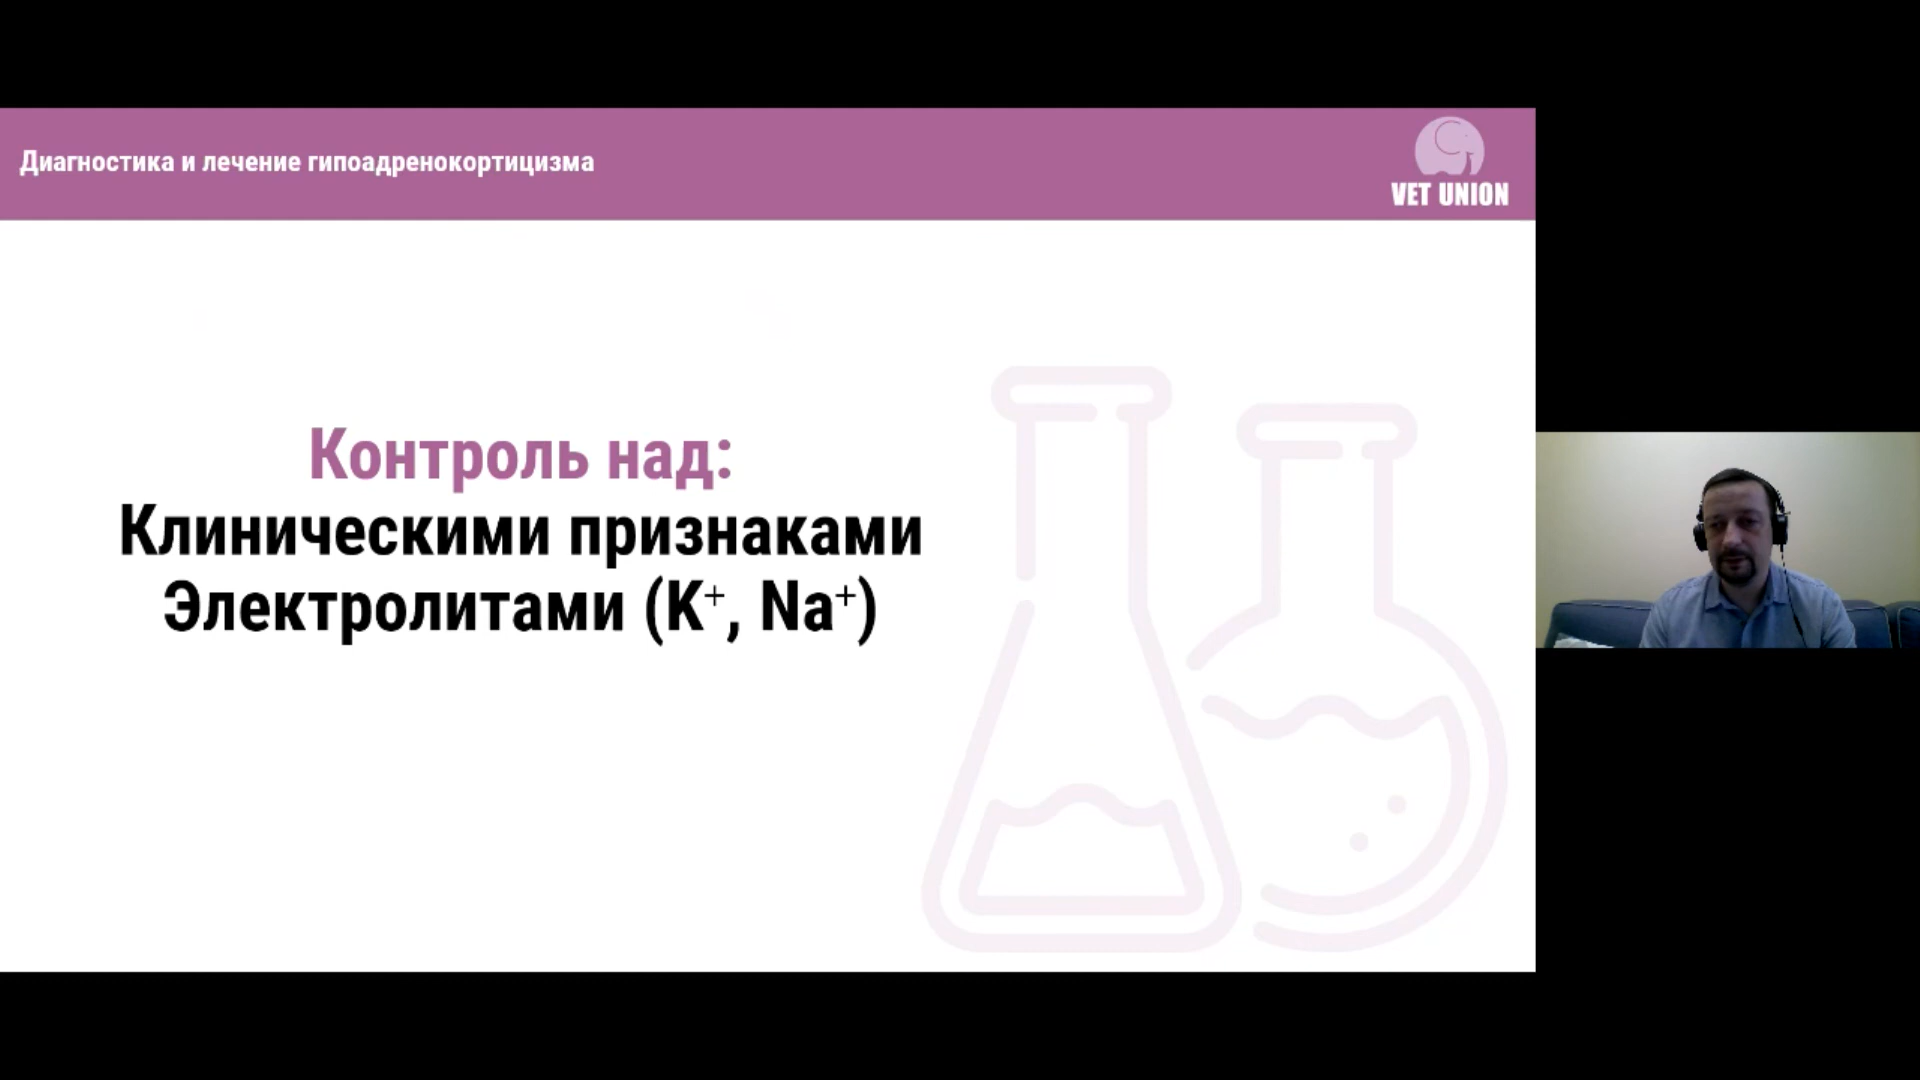 Диагностика и лечение гипоадренокортицизма
VET UNION
Контроль над:
Клиническими признаками
Электролитами (K⁺, Na⁺)